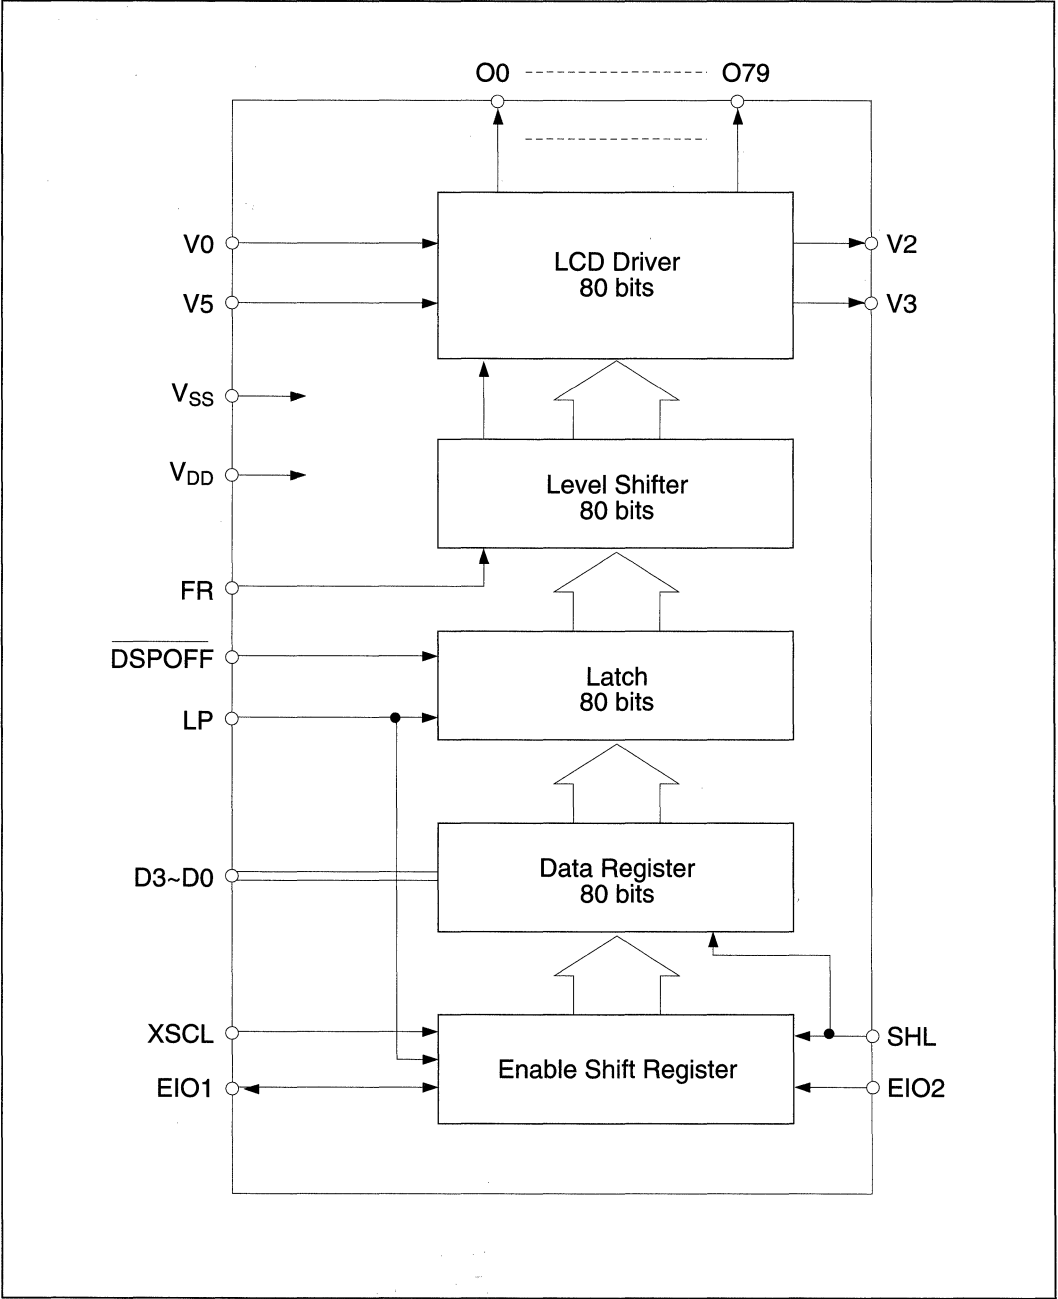 O0 O79
V0
LCD Driver
80 bits
V2
V5
V3
VSS
VDD
Level Shifter
80 bits
FR
DSPOFF
Latch
80 bits
LP
D3~D0
Data Register
80 bits
XSCL
SHL
Enable Shift Register
EIO1
EIO2